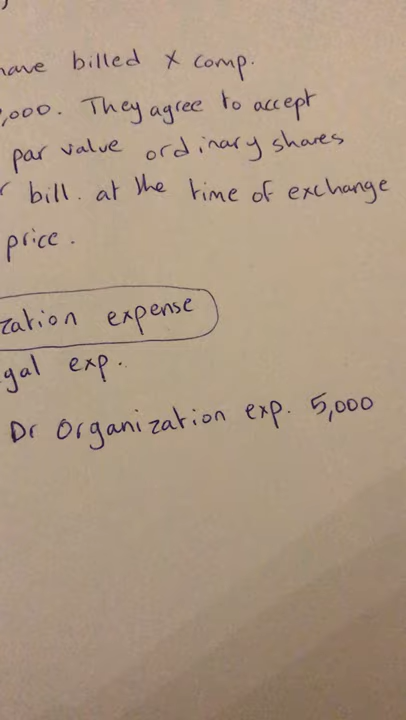 have billed X comp.
,000. They agree to accept
par value ordinary shares
r bill. at the time of exchange
price.
zation expense
gal exp.
Dr Organization exp. 5,000